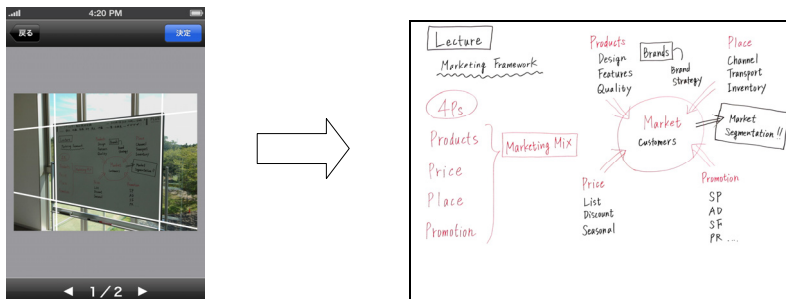 4:20 PM
戻る
決定
1/2
Lecture
Marketing Framework
4Ps
Products
Price
Place
Promotion
Marketing Mix
Products
Design
Features
Quality
Brands
Brand
Strategy
Place
Channel
Transport
Inventory
Market
Customers
Market
Segmentation!!
Price
List
Discount
Seasonal
Promotion
SP
AD
SF
PR ....